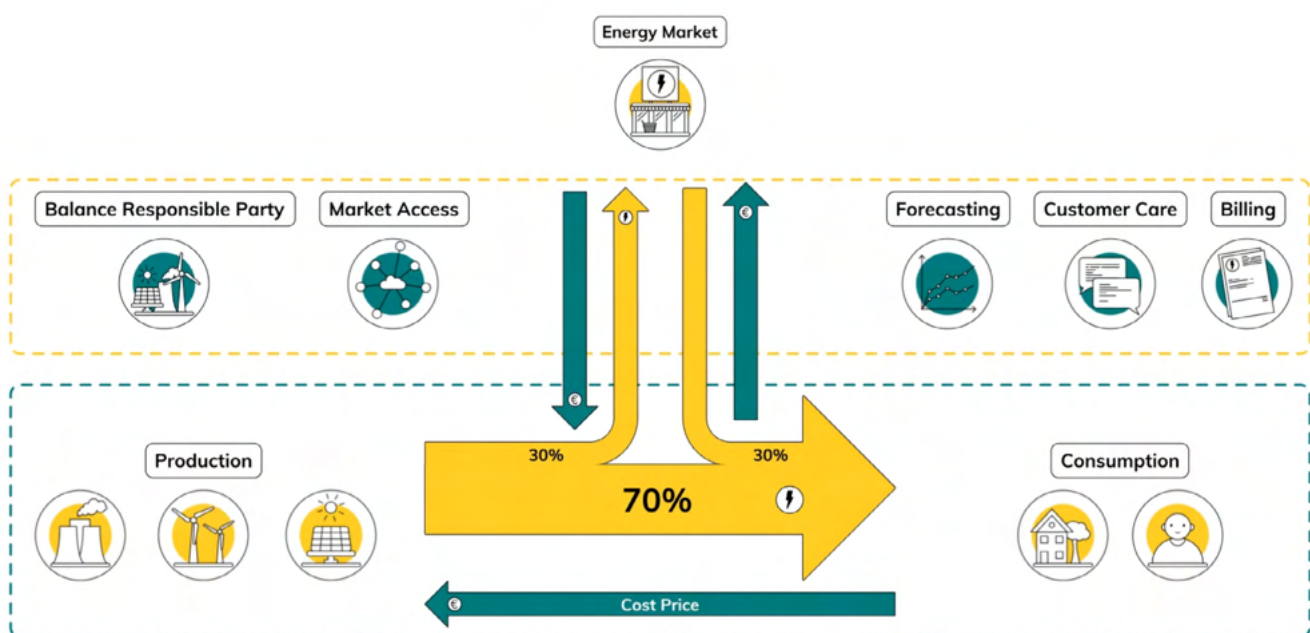 Energy Market
Balance Responsible Party
Market Access
Forecasting
Customer Care
Billing
€
€
Production
30%
30%
Consumption
70%
€ Cost Price